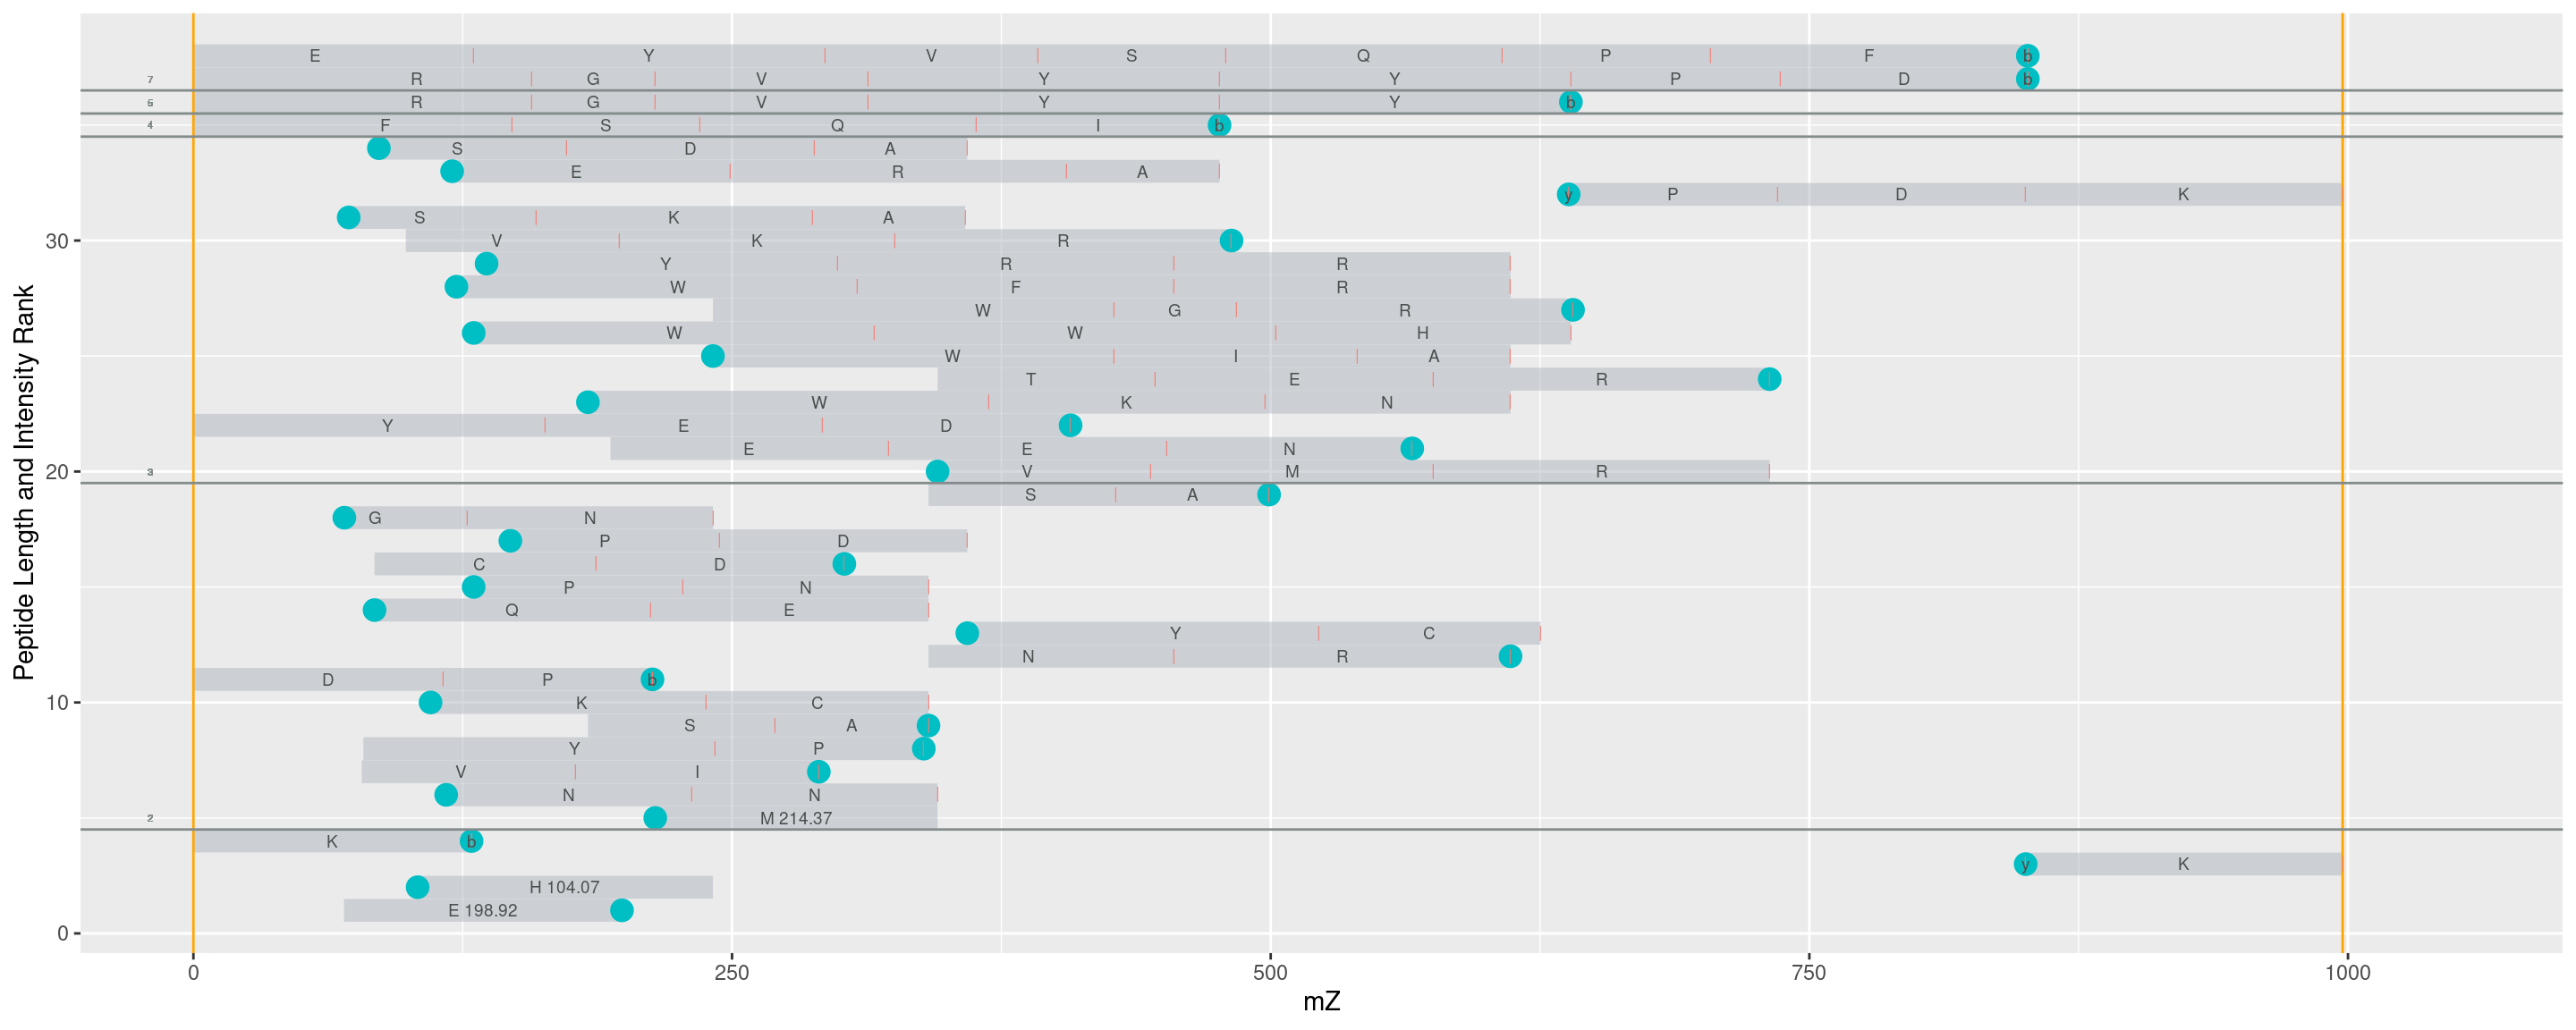 E Y V S Q P F b
7 R G V Y Y P D b
R G V Y Y b
4 F S Q I b
S D A
E R A
y P D K
S K A
30 V K R
Y R R
W F R
W G R
W W H
W I A
T E R
W K N
Y E D
E E N
20 3 V M R
S A
G N
P D
C D
P N
Q E
Y C
N R
D P b
10 K C
S A
Y P
V I
N N
2 M 214.37
K b
y K
H 104.07
E 198.92
0
0 250 500 750 1000
mZ
Peptide Length and Intensity Rank